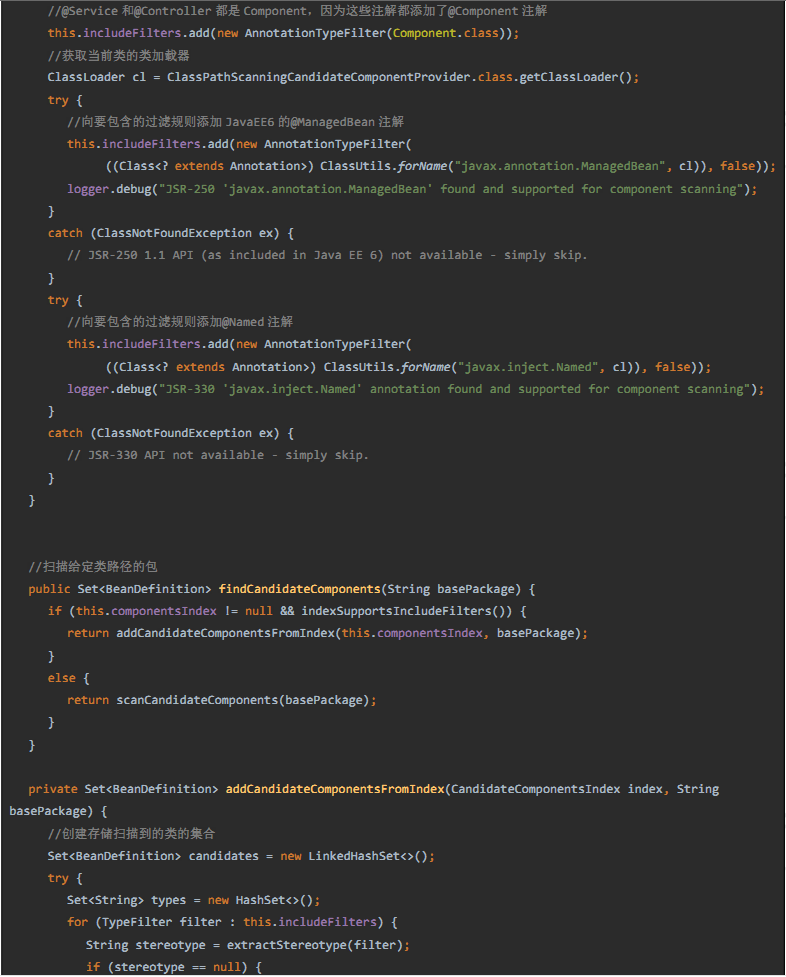 //@Service 和@Controller 都是 Component，因为这些注解都添加了@Component 注解
this.includeFilters.add(new AnnotationTypeFilter(Component.class));
//获取当前类的类加载器
ClassLoader cl = ClassPathScanningCandidateComponentProvider.class.getClassLoader();
try {
//向要包含的过滤规则添加 JavaEE6 的@ManagedBean 注解
this.includeFilters.add(new AnnotationTypeFilter(
((Class<? extends Annotation>) ClassUtils.forName("javax.annotation.ManagedBean", cl)), false));
logger.debug("JSR-250 'javax.annotation.ManagedBean' found and supported for component scanning");
}
catch (ClassNotFoundException ex) {
// JSR-250 1.1 API (as included in Java EE 6) not available - simply skip.
}
try {
//向要包含的过滤规则添加@Named 注解
this.includeFilters.add(new AnnotationTypeFilter(
((Class<? extends Annotation>) ClassUtils.forName("javax.inject.Named", cl)), false));
logger.debug("JSR-330 'javax.inject.Named' annotation found and supported for component scanning");
}
catch (ClassNotFoundException ex) {
// JSR-330 API not available - simply skip.
}
}
//扫描给定类路径的包
public Set<BeanDefinition> findCandidateComponents(String basePackage) {
if (this.componentsIndex != null && indexSupportsIncludeFilters()) {
return addCandidateComponentsFromIndex(this.componentsIndex, basePackage);
}
else {
return scanCandidateComponents(basePackage);
}
}
private Set<BeanDefinition> addCandidateComponentsFromIndex(CandidateComponentsIndex index, String
basePackage) {
//创建存储扫描到的类的集合
Set<BeanDefinition> candidates = new LinkedHashSet<>();
try {
Set<String> types = new HashSet<>();
for (TypeFilter filter : this.includeFilters) {
String stereotype = extractStereotype(filter);
if (stereotype == null) {